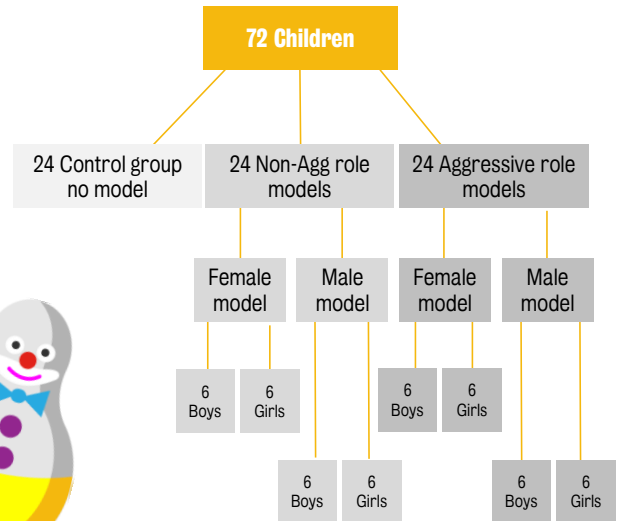 72 Children
24 Control group
no model
24 Non-Agg role
models
24 Aggressive role
models
Female
model
Male
model
Female
model
Male
model
6
Boys
6
Girls
6
Boys
6
Girls
6
Boys
6
Girls
6
Boys
6
Girls